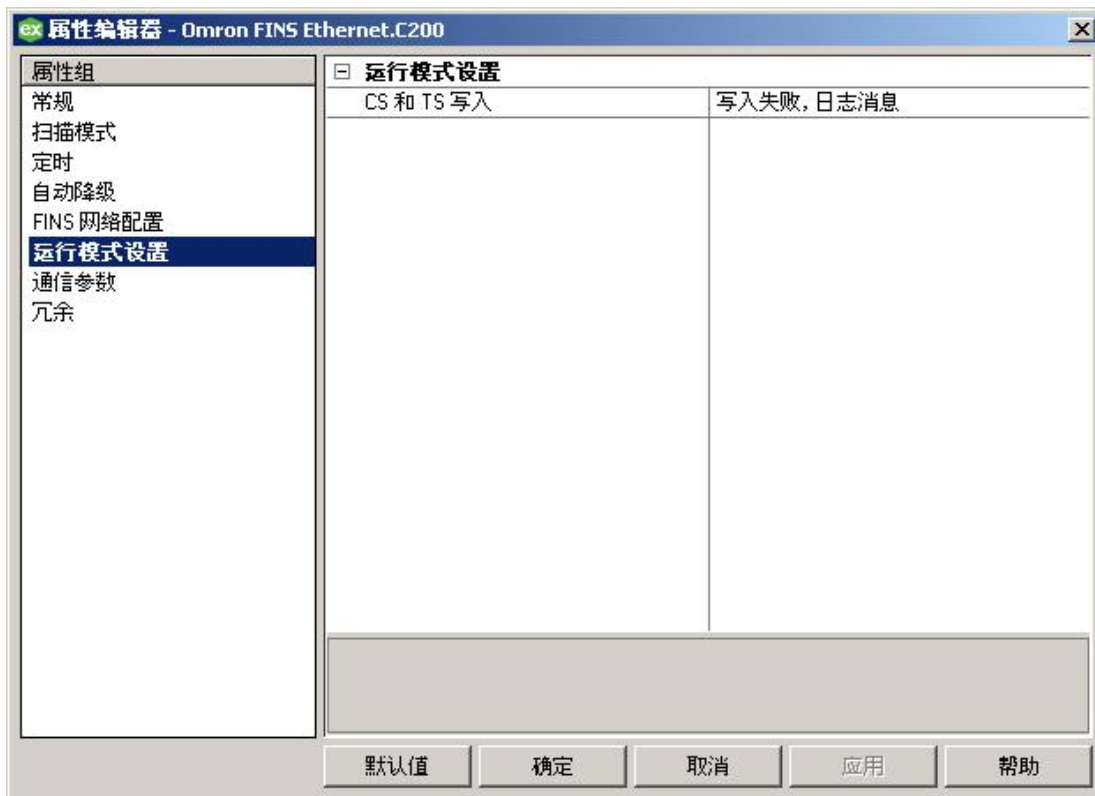 ex 属性编辑器 - Omron FINS Ethernet.C200
属性组
常规
扫描模式
定时
自动降级
FINS 网络配置
运行模式设置
通信参数
冗余
运行模式设置
CS 和 TS 写入 写入失败, 日志消息
默认值 确定 取消 应用 帮助